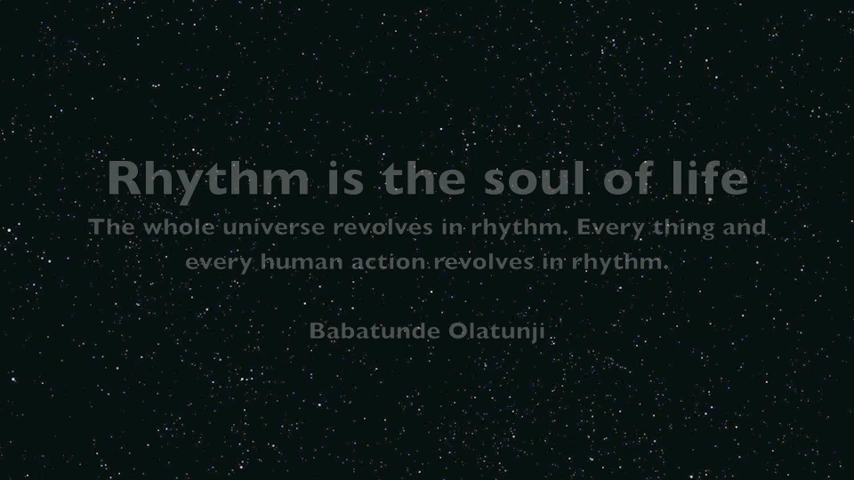 Rhythm is the soul of life
The whole universe revolves in rhythm. Every thing and
every human action revolves in rhythm.
Babatunde Olatunji